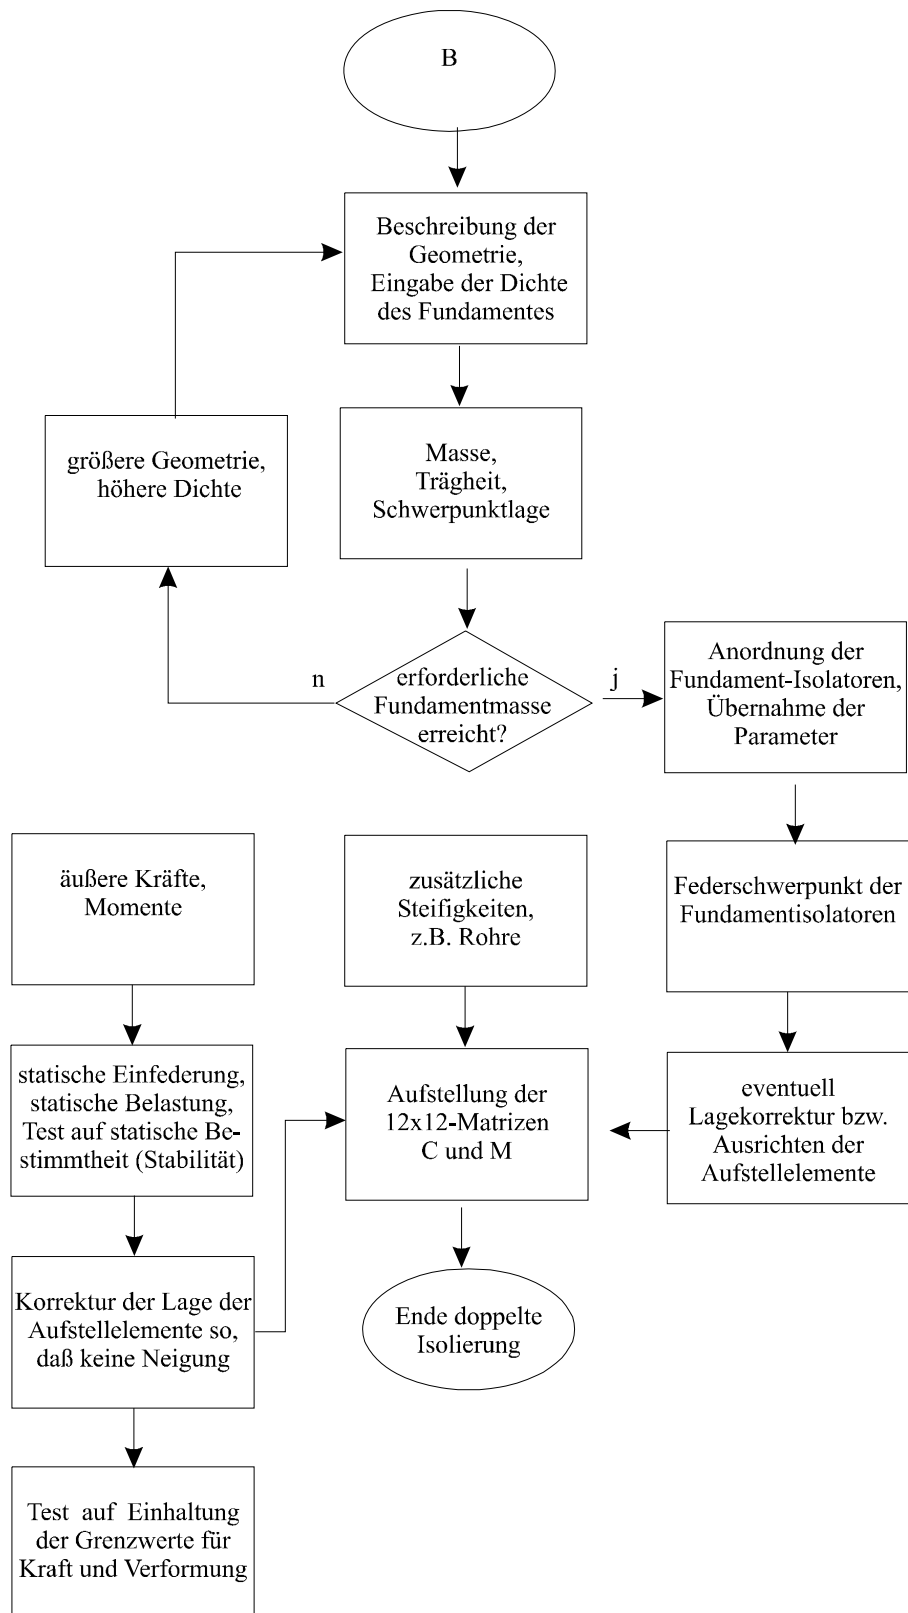 B
Beschreibung der
Geometrie,
Eingabe der Dichte
des Fundamentes
größere Geometrie,
höhere Dichte
Masse,
Trägheit,
Schwerpunktlage
n
erforderliche
Fundamentmasse
erreicht?
j
Anordnung der
Fundament-Isolatoren,
Übernahme der
Parameter
äußere Kräfte,
Momente
zusätzliche
Steifigkeiten,
z.B. Rohre
Federschwerpunkt der
Fundamentisolatoren
statische Einfederung,
statische Belastung,
Test auf statische Be-
stimmtheit (Stabilität)
Aufstellung der
12x12-Matrizen
C und M
eventuell
Lagekorrektur bzw.
Ausrichten der
Aufstellelemente
Korrektur der Lage der
Aufstellelemente so,
daß keine Neigung
Ende doppelte
Isolierung
Test auf Einhaltung
der Grenzwerte für
Kraft und Verformung